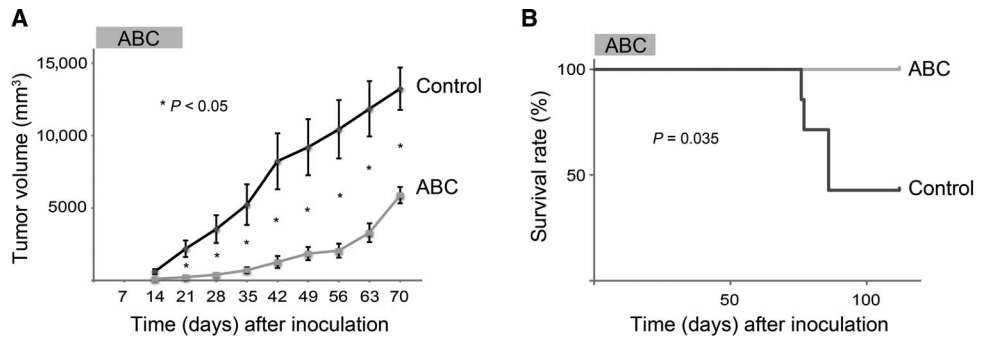 A
ABC
15,000
10,000
5000
Tumor volume (mm³)
* P < 0.05
Control
ABC
*
*
*
*
*
*
*
*
7 14 21 28 35 42 49 56 63 70
Time (days) after inoculation
B
ABC
100
50
Survival rate (%)
P = 0.035
ABC
Control
50 100
Time (days) after inoculation